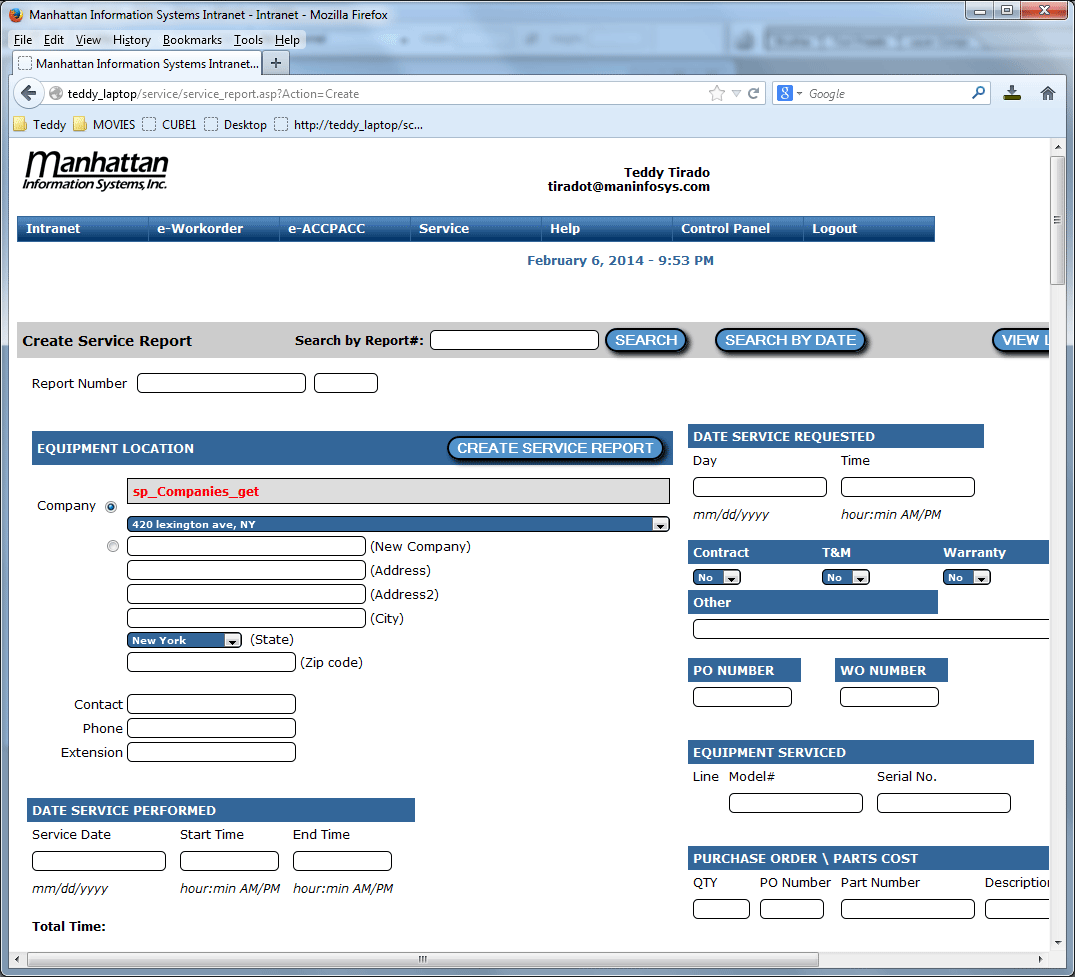 Manhattan Information Systems Intranet - Intranet - Mozilla Firefox
File Edit View History Bookmarks Tools Help
Manhattan Information Systems Intranet...
teddy_laptop/service/service_report.asp?Action=Create
Google
Teddy MOVIES CUBE1 Desktop http://teddy_laptop/sc...
Manhattan
Information Systems, Inc.
Teddy Tirado
tiradot@maninfosys.com
Intranet e-Workorder e-ACCPACC Service Help Control Panel Logout
February 6, 2014 - 9:53 PM
Create Service Report Search by Report#: SEARCH SEARCH BY DATE VIEW L
Report Number
EQUIPMENT LOCATION CREATE SERVICE REPORT
sp_Companies_get
Company
420 lexington ave, NY
(New Company)
(Address)
(Address2)
(City)
New York (State)
(Zip code)
Contact
Phone
Extension
DATE SERVICE PERFORMED
Service Date Start Time End Time
mm/dd/yyyy hour:min AM/PM hour:min AM/PM
Total Time:
DATE SERVICE REQUESTED
Day Time
mm/dd/yyyy hour:min AM/PM
Contract T&M Warranty
No No No
Other
PO NUMBER WO NUMBER
EQUIPMENT SERVICED
Line Model# Serial No.
PURCHASE ORDER \ PARTS COST
QTY PO Number Part Number Description